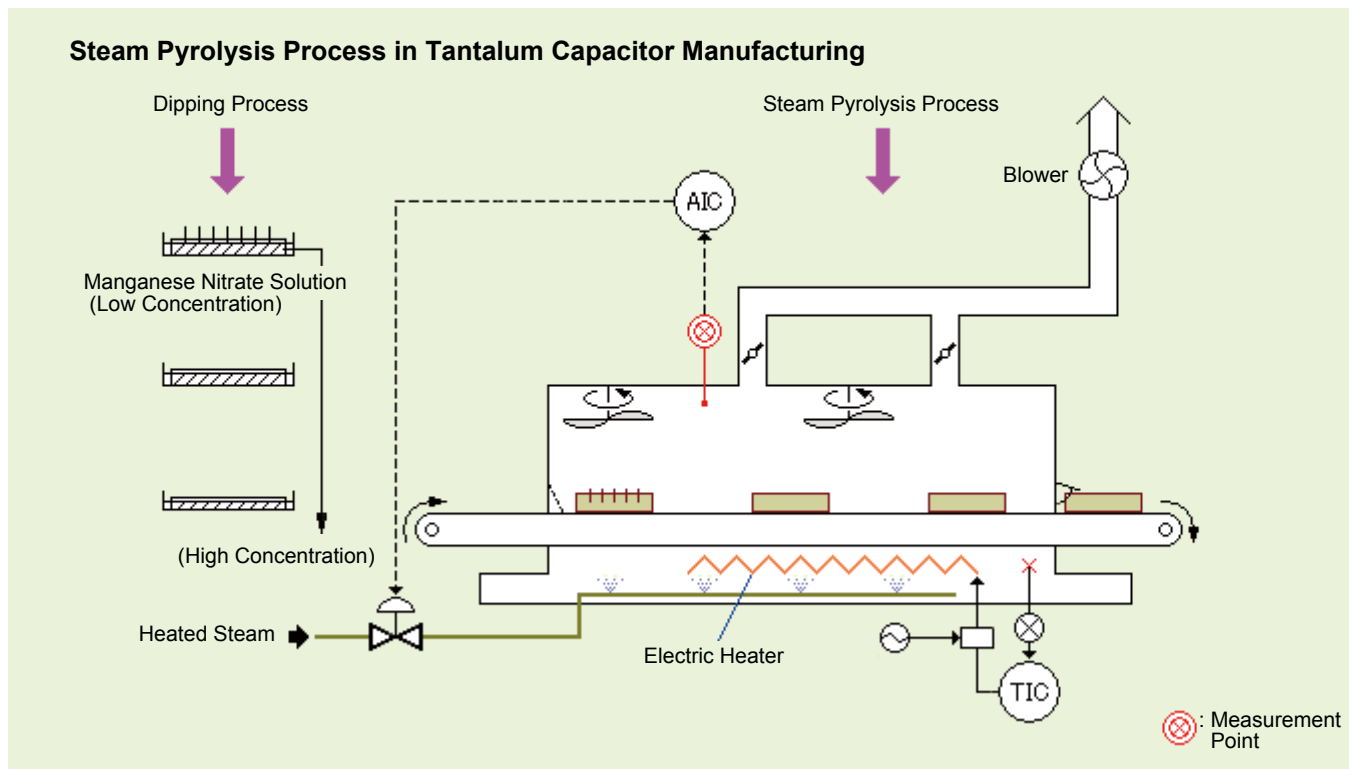 Steam Pyrolysis Process in Tantalum Capacitor Manufacturing
Dipping Process
Steam Pyrolysis Process
Blower
AIC
Manganese Nitrate Solution
(Low Concentration)
(High Concentration)
Heated Steam
Electric Heater
TIC
: Measurement
Point